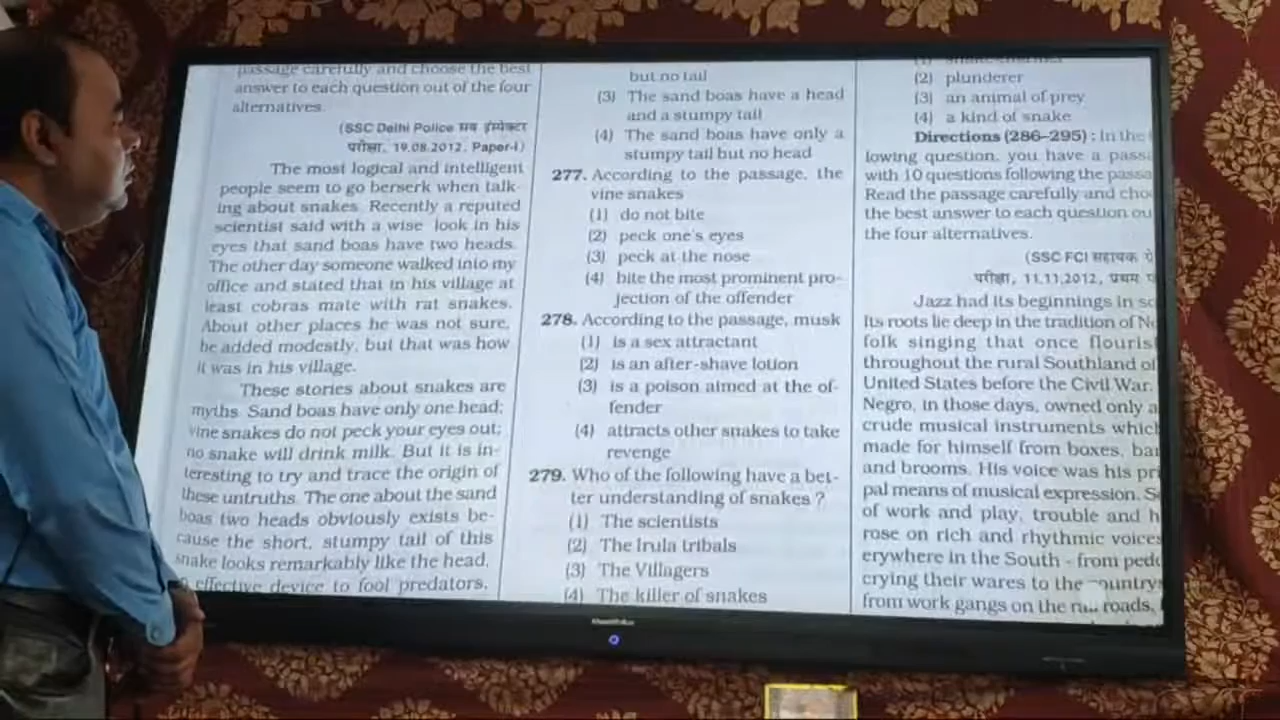 passage carefully and choose the best
answer to each question out of the four
alternatives.
(SSC Delhi Police सब इंस्पेक्टर
परीक्षा, 19.08.2012, Paper-I)
The most logical and intelligent
people seem to go berserk when talk-
ing about snakes. Recently a reputed
scientist said with a wise look in his
eyes that sand boas have two heads.
The other day someone walked into my
office and stated that in his village at
least cobras mate with rat snakes.
About other places he was not sure,
he added modestly, but that was how
it was in his village.
These stories about snakes are
myths. Sand boas have only one head;
vine snakes do not peck your eyes out;
no snake will drink milk. But it is in-
teresting to try and trace the origin of
these untruths. The one about the sand
boas two heads obviously exists be-
cause the short, stumpy tail of this
snake looks remarkably like the head,
effective device to fool predators.
but no tail
(3) The sand boas have a head
and a stumpy tail
(4) The sand boas have only a
stumpy tail but no head
277. According to the passage, the
vine snakes
(1) do not bite
(2) peck one's eyes
(3) peck at the nose
(4) bite the most prominent pro-
jection of the offender
278. According to the passage, musk
(1) is a sex attractant
(2) is an after-shave lotion
(3) is a poison aimed at the of-
fender
(4) attracts other snakes to take
revenge
279. Who of the following have a bet-
ter understanding of snakes ?
(1) The scientists
(2) The Irula tribals
(3) The Villagers
(4) The killer of snakes
(2) plunderer
(3) an animal of prey
(4) a kind of snake
Directions (286–295) : In the
lowing question, you have a pass
with 10 questions following the passa
Read the passage carefully and cho
the best answer to each question ou
the four alternatives.
(SSC FCI सहायक
परीक्षा, 11.11.2012, प्रथम
Jazz had its beginnings in so
Its roots lie deep in the tradition of N
folk singing that once flouris
throughout the rural Southland of
United States before the Civil War.
Negro, in those days, owned only a
crude musical instruments which
made for himself from boxes, bar
and brooms. His voice was his pri
pal means of musical expression. S
of work and play, trouble and h
rose on rich and rhythmic voices
erywhere in the South - from pedd
crying their wares to the country
from work gangs on the rail roads,